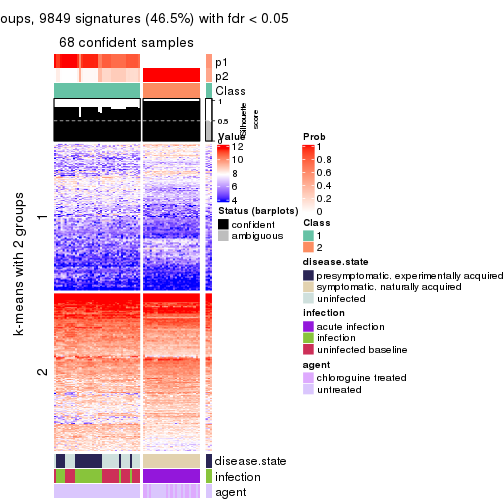 oups, 9849 signatures (46.5%) with fdr < 0.05
68 confident samples
p1
p2
Class
1
0.5
0
Silhouette
score
k-means with 2 groups
1
2
Value
12
10
8
6
4
Status (barplots)
confident
ambiguous
Prob
1
0.8
0.6
0.4
0.2
0
Class
1
2
disease.state
presymptomatic. experimentally acquired
symptomatic. naturally acquired
uninfected
infection
acute infection
infection
uninfected baseline
agent
chloroguine treated
untreated
disease.state
infection
agent